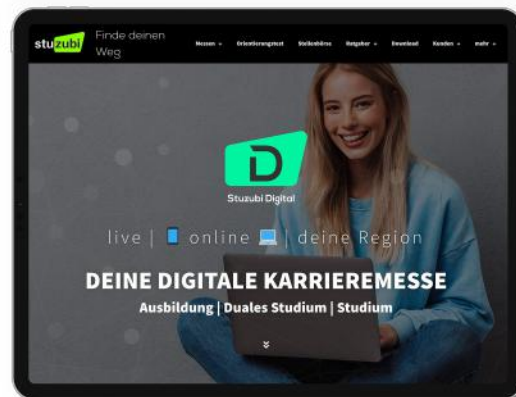 stuzubi
Finde deinen
Weg
Messen Orientierungstest Stellenbörse Ratgeber Download Kunden mehr
D
Stuzubi Digital
live | online | deine Region
DEINE DIGITALE KARRIEREMESSE
Ausbildung | Duales Studium | Studium